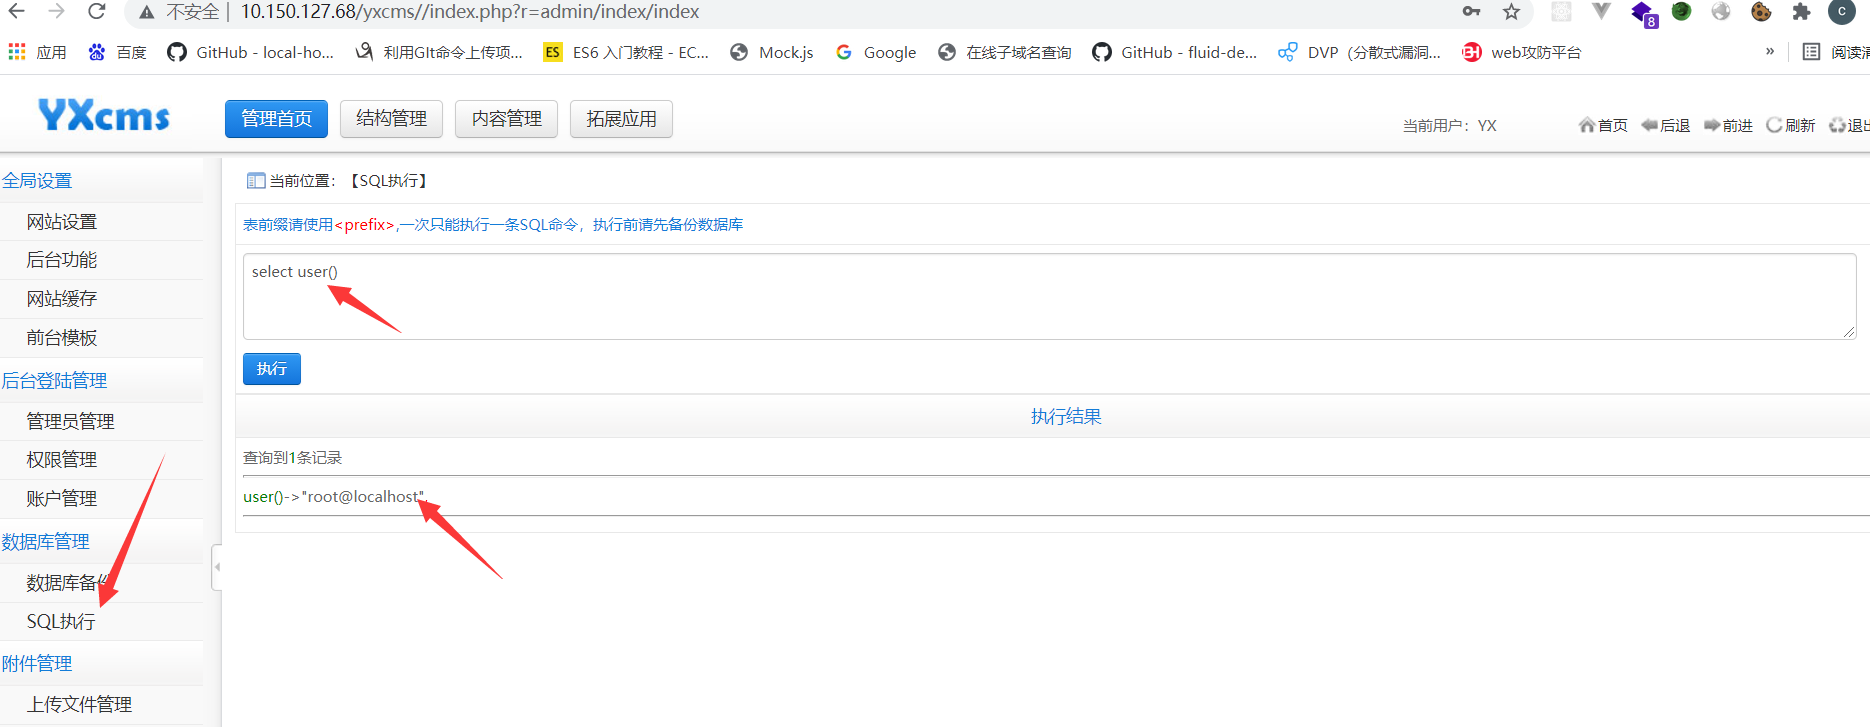 不安全 | 10.150.127.68/yxcms//index.php?r=admin/index/index
8
C
应用 百度 GitHub - local-ho... 利用GIt命令上传项... ES ES6 入门教程 - EC... Mock.js Google 在线子域名查询 GitHub - fluid-de... DVP（分散式漏洞... web攻防平台 » 阅读清
YXcms
管理首页 结构管理 内容管理 拓展应用
当前用户：YX 首页 后退 前进 刷新 退出
全局设置
网站设置
后台功能
网站缓存
前台模板
后台登陆管理
管理员管理
权限管理
账户管理
数据库管理
数据库备份
SQL执行
附件管理
上传文件管理
当前位置：【SQL执行】
表前缀请使用<prefix>,一次只能执行一条SQL命令，执行前请先备份数据库
select user()
执行
执行结果
查询到1条记录
user()->"root@localhost",